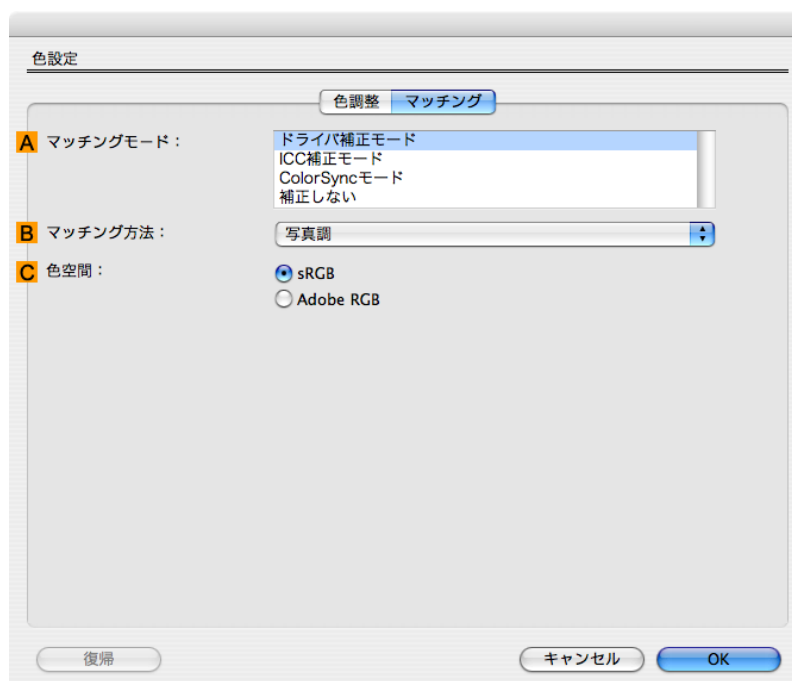 色設定
色調整 マッチング
A マッチングモード： ドライバ補正モード
ICC補正モード
ColorSyncモード
補正しない
B マッチング方法： 写真調
C 色空間： sRGB
Adobe RGB
復帰 キャンセル OK